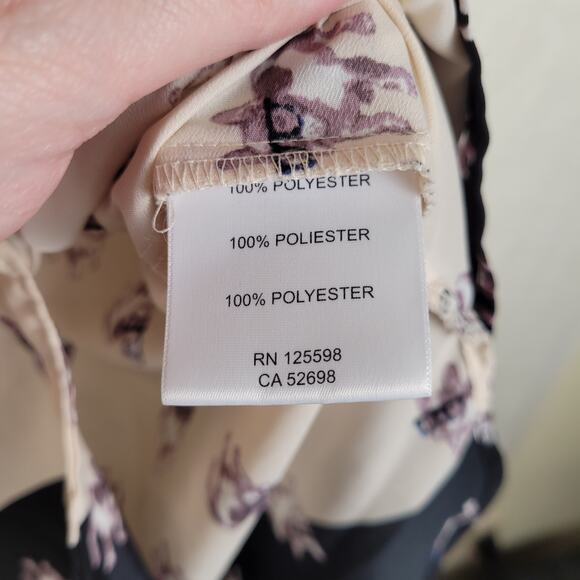 100% POLYESTER
100% POLIESTER
100% POLYESTER
RN 125598
CA 52698